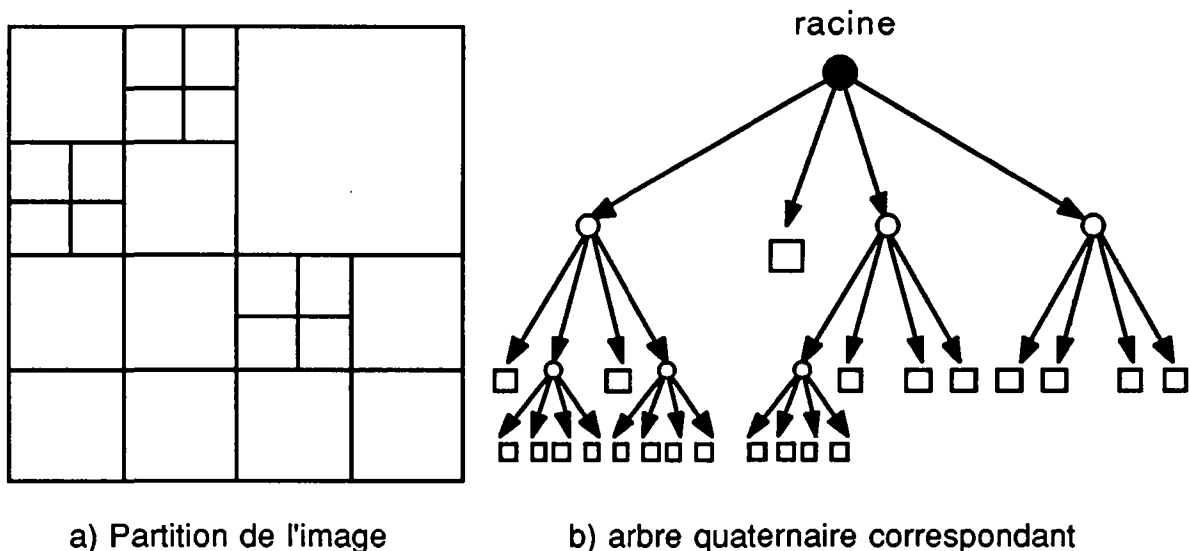 racine
a) Partition de l'image
b) arbre quaternaire correspondant